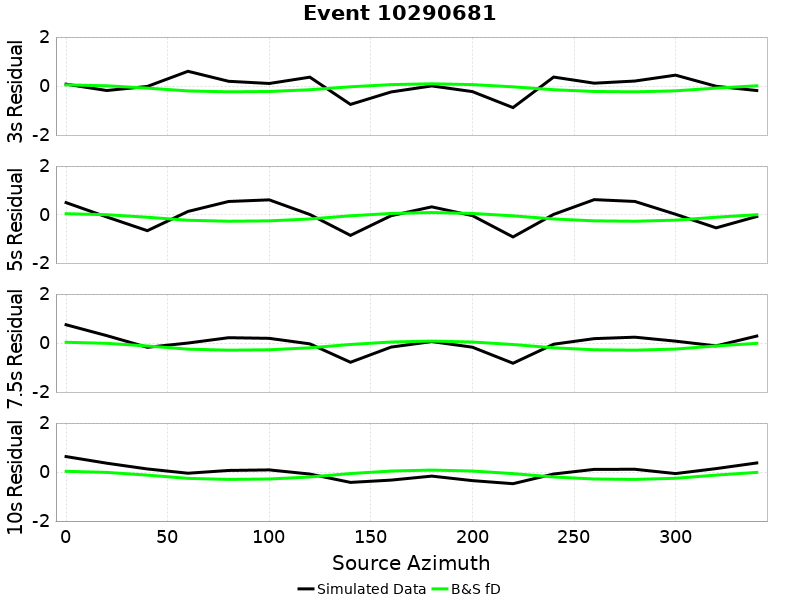 Event 10290681
3s Residual
2
0
-2
5s Residual
2
0
-2
7.5s Residual
2
0
-2
10s Residual
2
0
-2
0 50 100 150 200 250 300
Source Azimuth
Simulated Data B&S fD